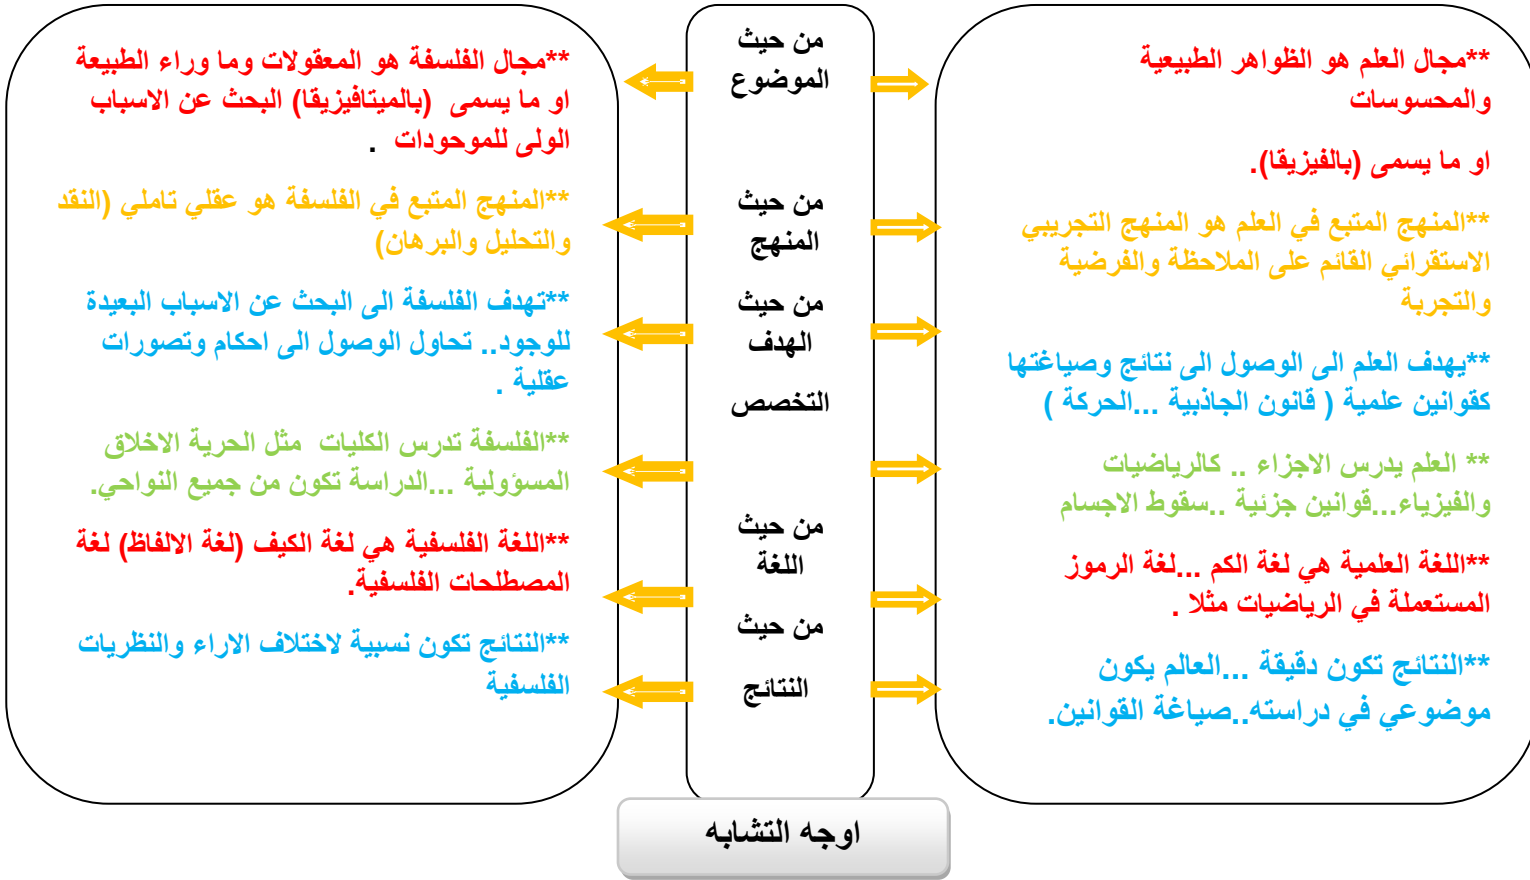 **مجال العلم هو الظواهر الطبيعية
والمحسوسات
او ما يسمى (بالفيزيقا).
**المنهج المتبع في العلم هو المنهج التجريبي
الاستقرائي القائم على الملاحظة والفرضية
والتجربة
**يهدف العلم الى الوصول الى نتائج وصياغتها
كقوانين علمية ( قانون الجاذبية ...الحركة )
** العلم يدرس الاجزاء .. كالرياضيات
والفيزياء...قوانين جزئية ..سقوط الاجسام
**اللغة العلمية هي لغة الكم ...لغة الرموز
المستعملة في الرياضيات مثلا .
**النتائج تكون دقيقة ...العالم يكون
موضوعي في دراسته..صياغة القوانين.
من حيث
الموضوع
من حيث
المنهج
من حيث
الهدف
التخصص
من حيث
اللغة
من حيث
النتائج
**مجال الفلسفة هو المعقولات وما وراء الطبيعة
او ما يسمى (بالميتافيزيقا) البحث عن الاسباب
الولى للموحودات .
**المنهج المتبع في الفلسفة هو عقلي تاملي (النقد
والتحليل والبرهان)
**تهدف الفلسفة الى البحث عن الاسباب البعيدة
للوجود.. تحاول الوصول الى احكام وتصورات
عقلية .
**الفلسفة تدرس الكليات مثل الحرية الاخلاق
المسؤولية ...الدراسة تكون من جميع النواحي.
**اللغة الفلسفية هي لغة الكيف (لغة الالفاظ) لغة
المصطلحات الفلسفية.
**النتائج تكون نسبية لاختلاف الاراء والنظريات
الفلسفية
اوجه التشابه